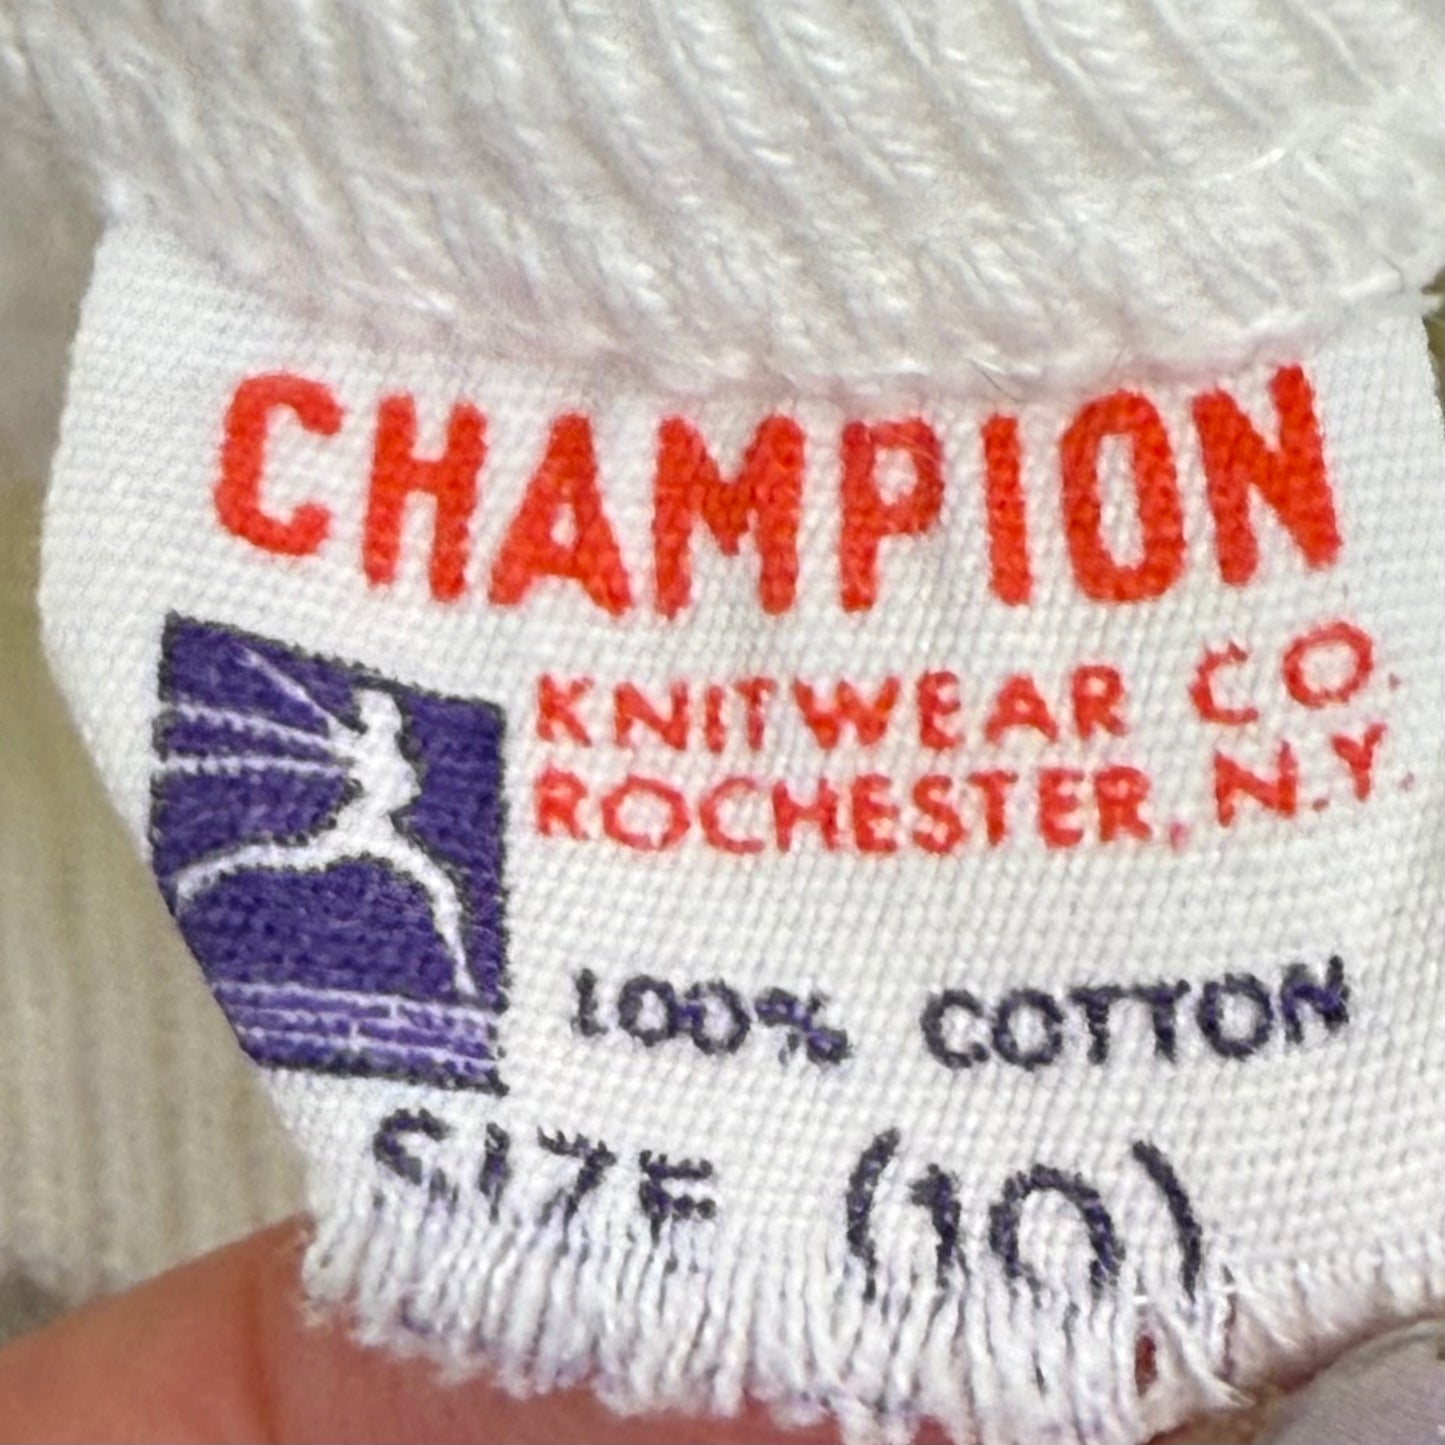 CHAMPION
KNITWEAR CO.
ROCHESTER, N.Y.
100% COTTON
SIZE (10)